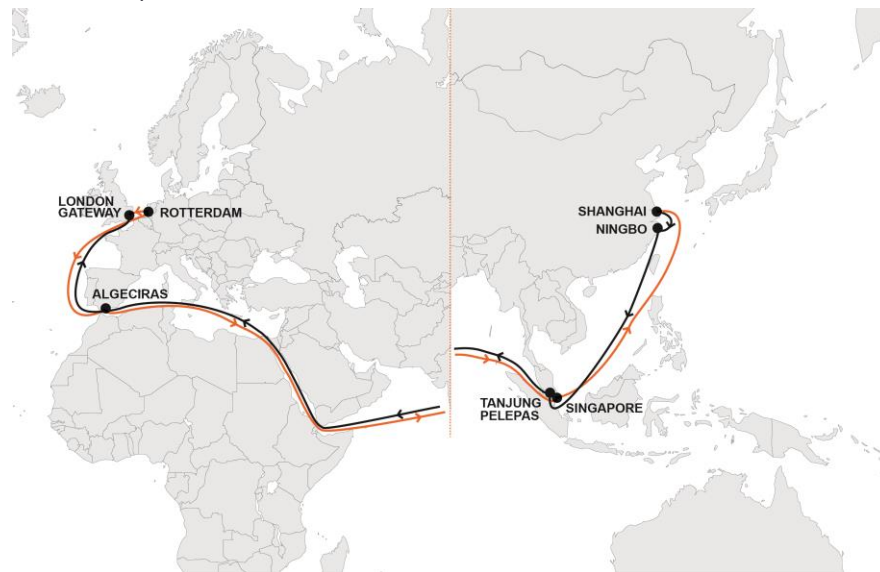 LONDON
GATEWAY
ROTTERDAM
ALGECIRAS
SHANGHAI
NINGBO
TANJUNG
PELEPAS
SINGAPORE